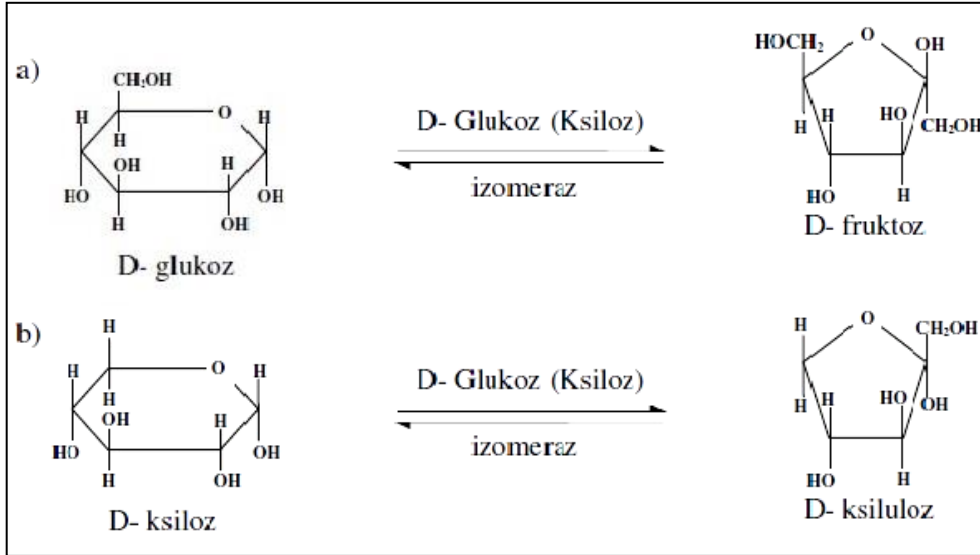 a)
CH₂OH
H
O
H
H
OH
H
HO
OH
H
OH
D- glukoz
D- Glukoz (Ksiloz)
izomeraz
HOCH₂
O
OH
H
HO
CH₂OH
H
HO
H
D- fruktoz
b)
H
H
O
H
H
OH
H
HO
OH
H
OH
D- ksiloz
D- Glukoz (Ksiloz)
izomeraz
H
O
CH₂OH
H
HO
OH
H
HO
H
D- ksiluloz